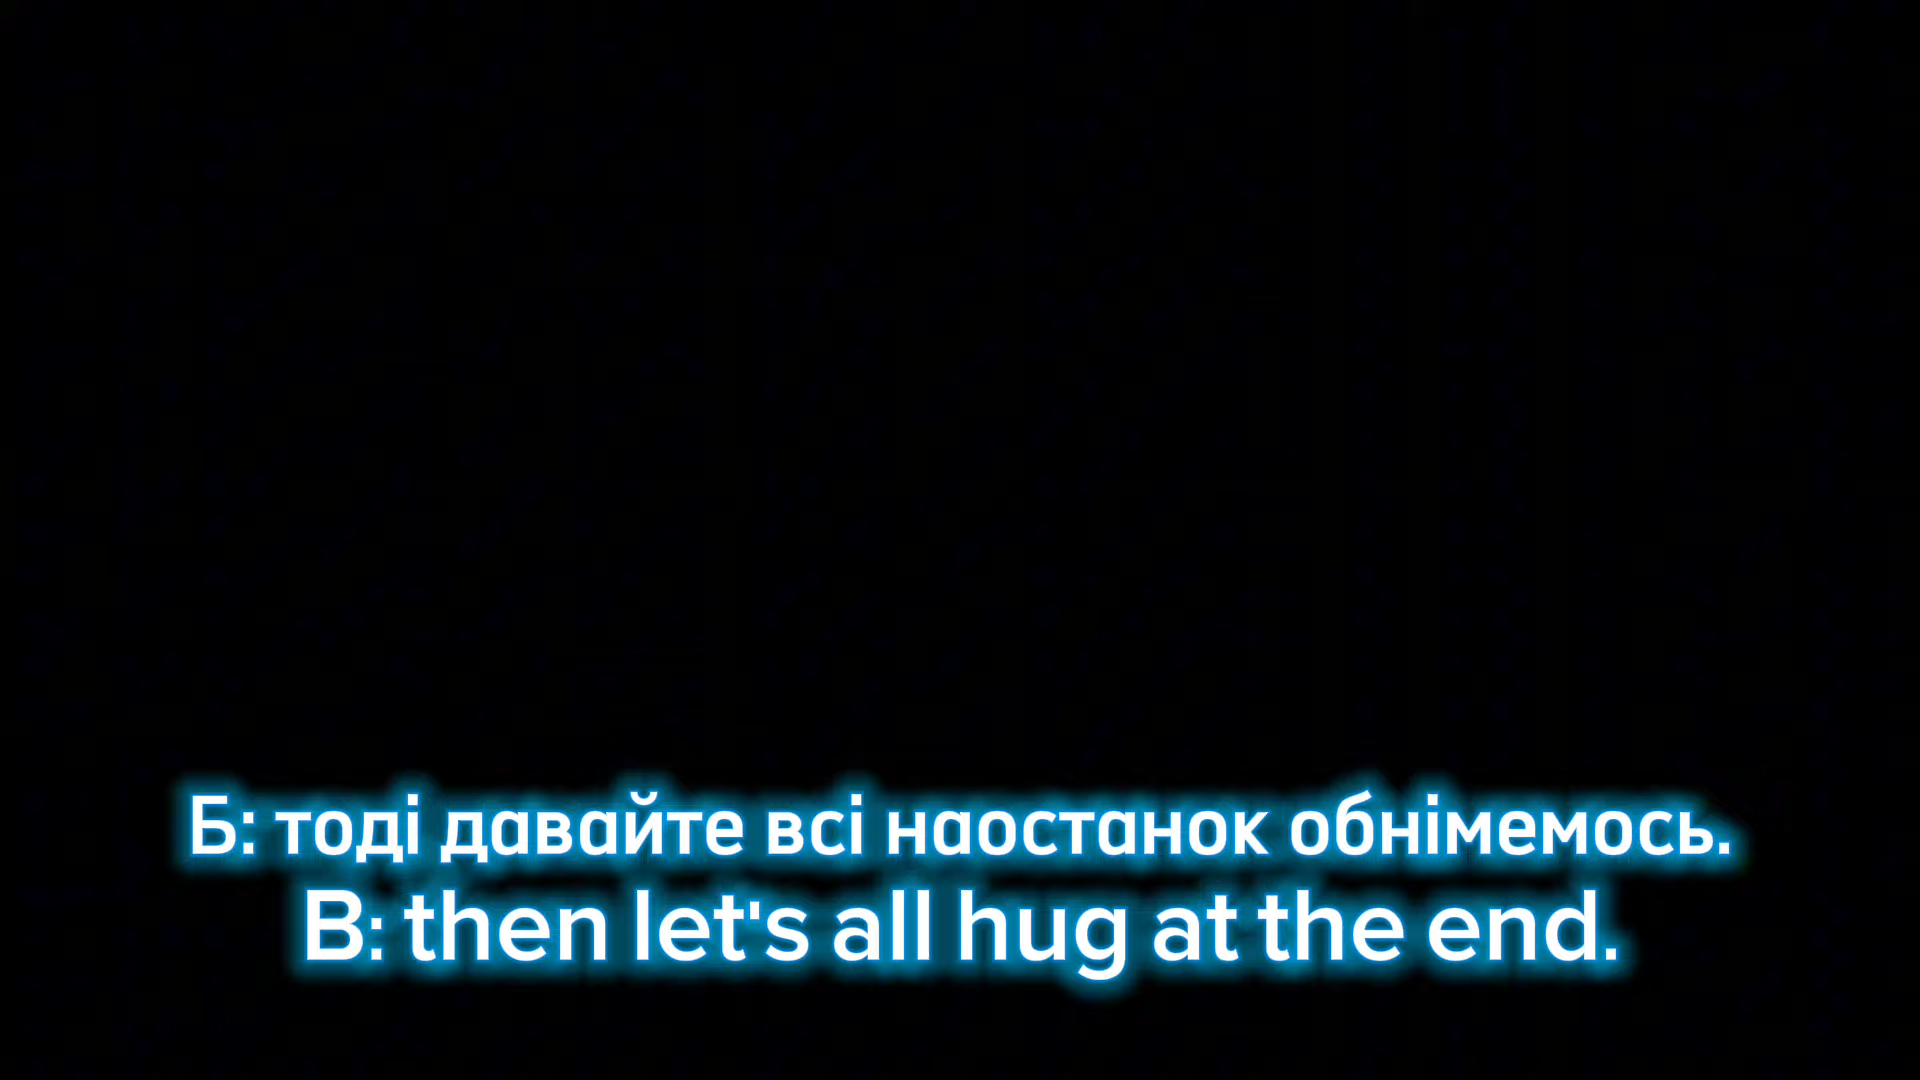 Б: тоді давайте всі наостанок обнімемось.
B: then let's all hug at the end.